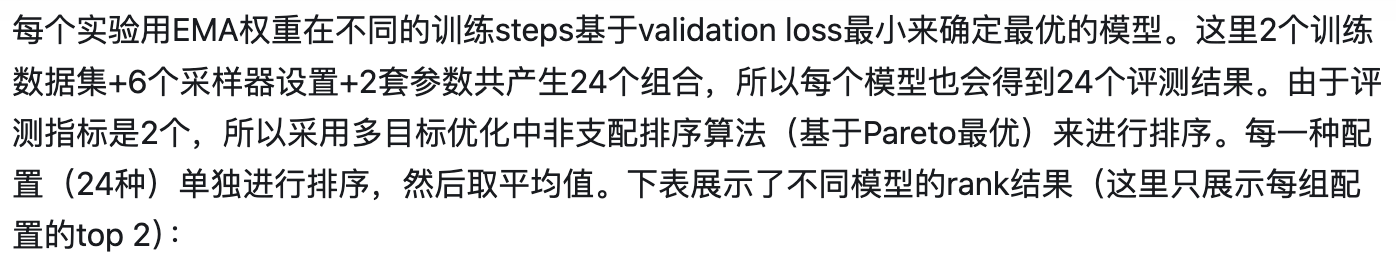 每个实验用EMA权重在不同的训练steps基于validation loss最小来确定最优的模型。这里2个训练
数据集+6个采样器设置+2套参数共产生24个组合，所以每个模型也会得到24个评测结果。由于评
测指标是2个，所以采用多目标优化中非支配排序算法（基于Pareto最优）来进行排序。每一种配
置（24种）单独进行排序，然后取平均值。下表展示了不同模型的rank结果（这里只展示每组配
置的top 2)：